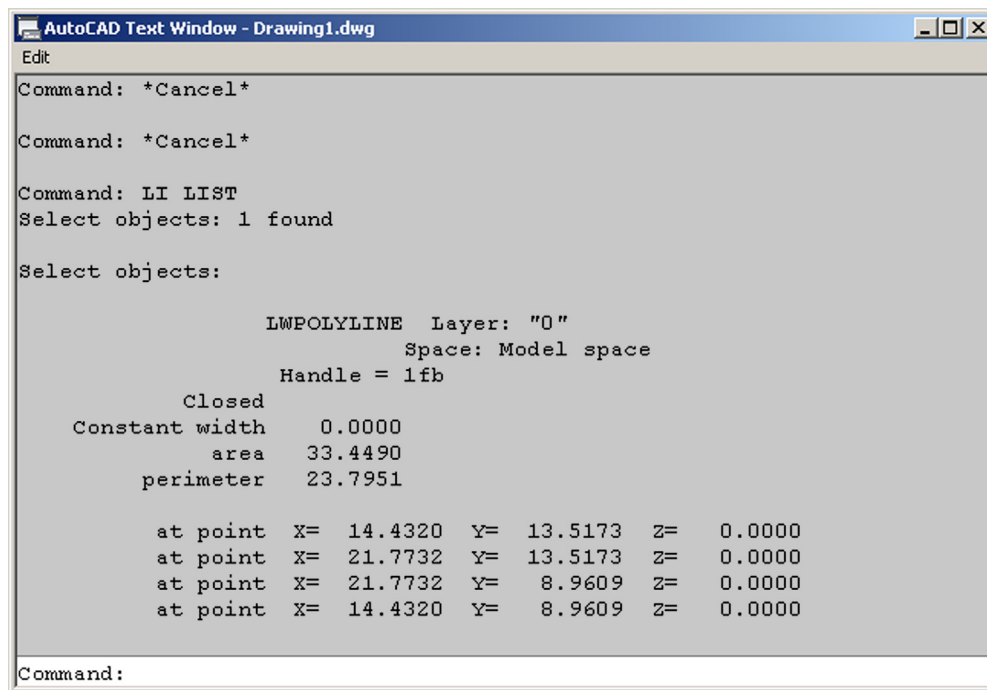 AutoCAD Text Window - Drawing1.dwg
Edit
Command: *Cancel*
Command: *Cancel*
Command: LI LIST
Select objects: 1 found
Select objects:
LWPOLYLINE Layer: "0"
Space: Model space
Handle = 1fb
Closed
Constant width 0.0000
area 33.4490
perimeter 23.7951
at point X= 14.4320 Y= 13.5173 Z= 0.0000
at point X= 21.7732 Y= 13.5173 Z= 0.0000
at point X= 21.7732 Y= 8.9609 Z= 0.0000
at point X= 14.4320 Y= 8.9609 Z= 0.0000
Command: